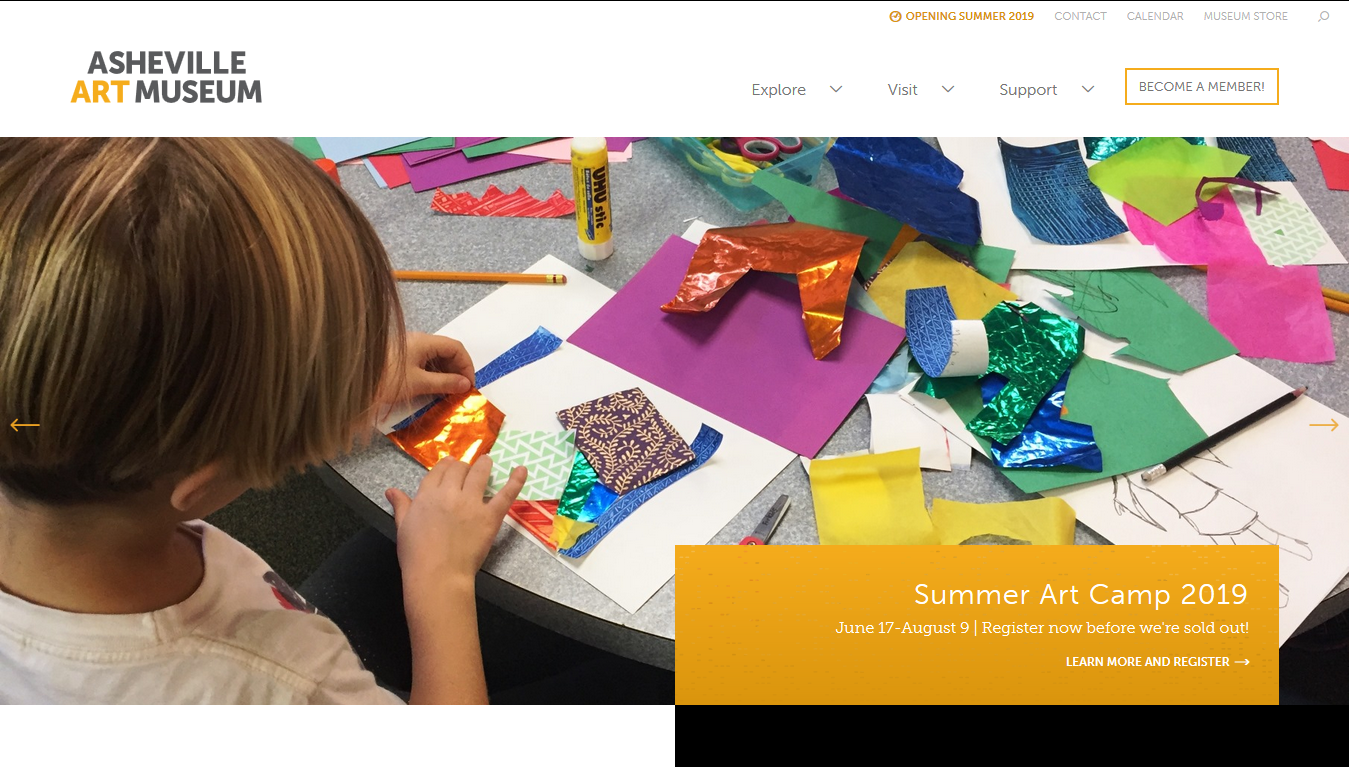 OPENING SUMMER 2019 CONTACT CALENDAR MUSEUM STORE
ASHEVILLE
ART MUSEUM
Explore Visit Support BECOME A MEMBER!
UHU stic
Summer Art Camp 2019
June 17-August 9 | Register now before we're sold out!
LEARN MORE AND REGISTER →